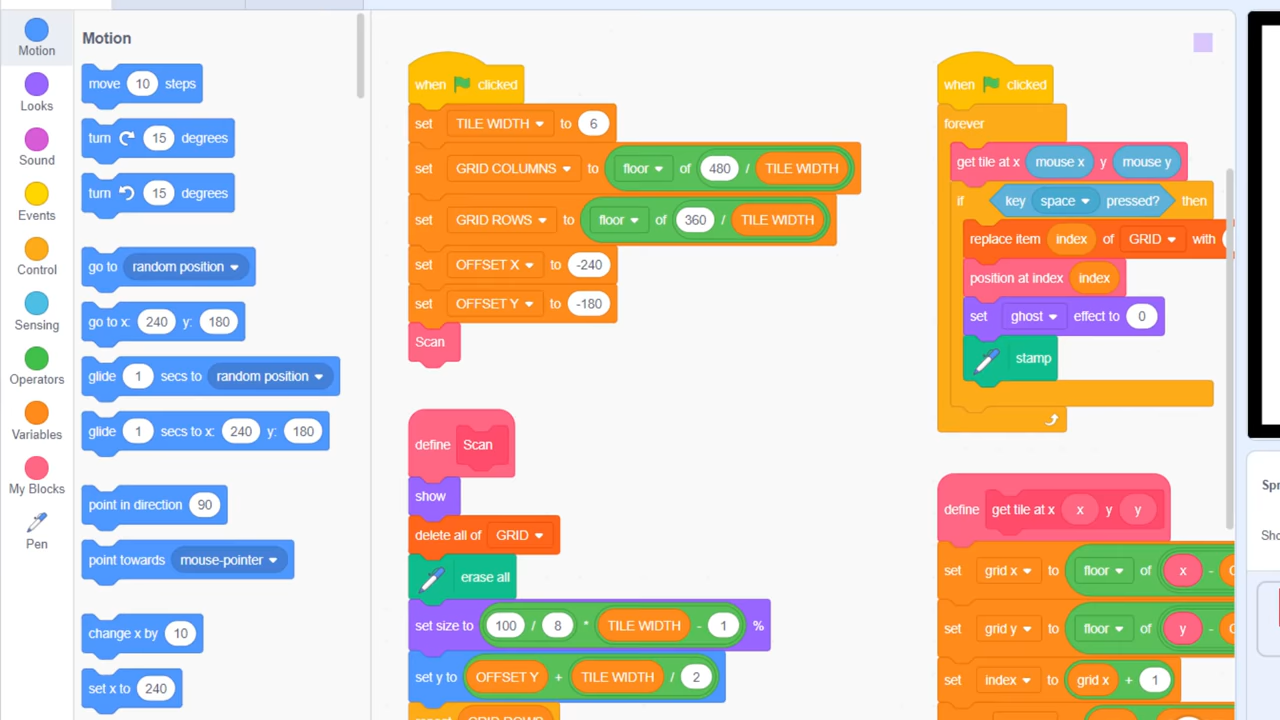 Motion
Looks
Sound
Events
Control
Sensing
Operators
Variables
My Blocks
Pen
Motion
move 10 steps
turn 15 degrees
turn 15 degrees
go to random position
go to x: 240 y: 180
glide 1 secs to random position
glide 1 secs to x: 240 y: 180
point in direction 90
point towards mouse-pointer
change x by 10
set x to 240
when clicked
set TILE WIDTH to 6
set GRID COLUMNS to floor of 480 / TILE WIDTH
set GRID ROWS to floor of 360 / TILE WIDTH
set OFFSET X to -240
set OFFSET Y to -180
Scan
define Scan
show
delete all of GRID
erase all
set size to 100 / 8 * TILE WIDTH - 1 %
set y to OFFSET Y + TILE WIDTH / 2
repeat GRID ROWS
when clicked
forever
get tile at x mouse x y mouse y
if key space pressed? then
replace item index of GRID with
position at index index
set ghost effect to 0
stamp
define get tile at x x y y
set grid x to floor of x -
set grid y to floor of y -
set index to grid x + 1
Spr
Sho